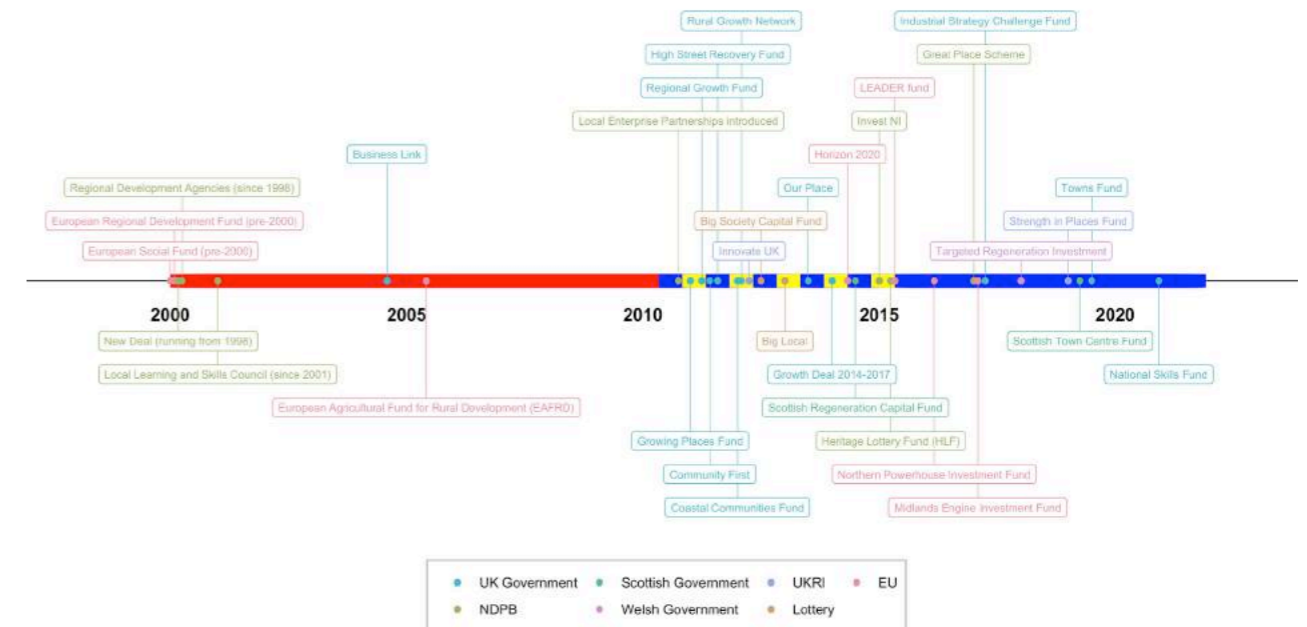 Rural Growth Network
Industrial Strategy Challenge Fund
High Street Recovery Fund
Great Place Scheme
Regional Growth Fund
LEADER fund
Local Enterprise Partnerships introduced
Invest NI
Business Link
Horizon 2020
Regional Development Agencies (since 1998)
Our Place
Towns Fund
European Regional Development Fund (pre-2000)
Big Society Capital Fund
Strength in Places Fund
European Social Fund (pre-2000)
Innovate UK
Targeted Regeneration Investment
2000
2005
2010
2015
2020
New Deal (running from 1998)
Big Local
Scottish Town Centre Fund
Local Learning and Skills Council (since 2001)
Growth Deal 2014-2017
National Skills Fund
European Agricultural Fund for Rural Development (EAFRD)
Scottish Regeneration Capital Fund
Growing Places Fund
Heritage Lottery Fund (HLF)
Community First
Northern Powerhouse Investment Fund
Coastal Communities Fund
Midlands Engine Investment Fund
UK Government
Scottish Government
UKRI
EU
NDPB
Welsh Government
Lottery